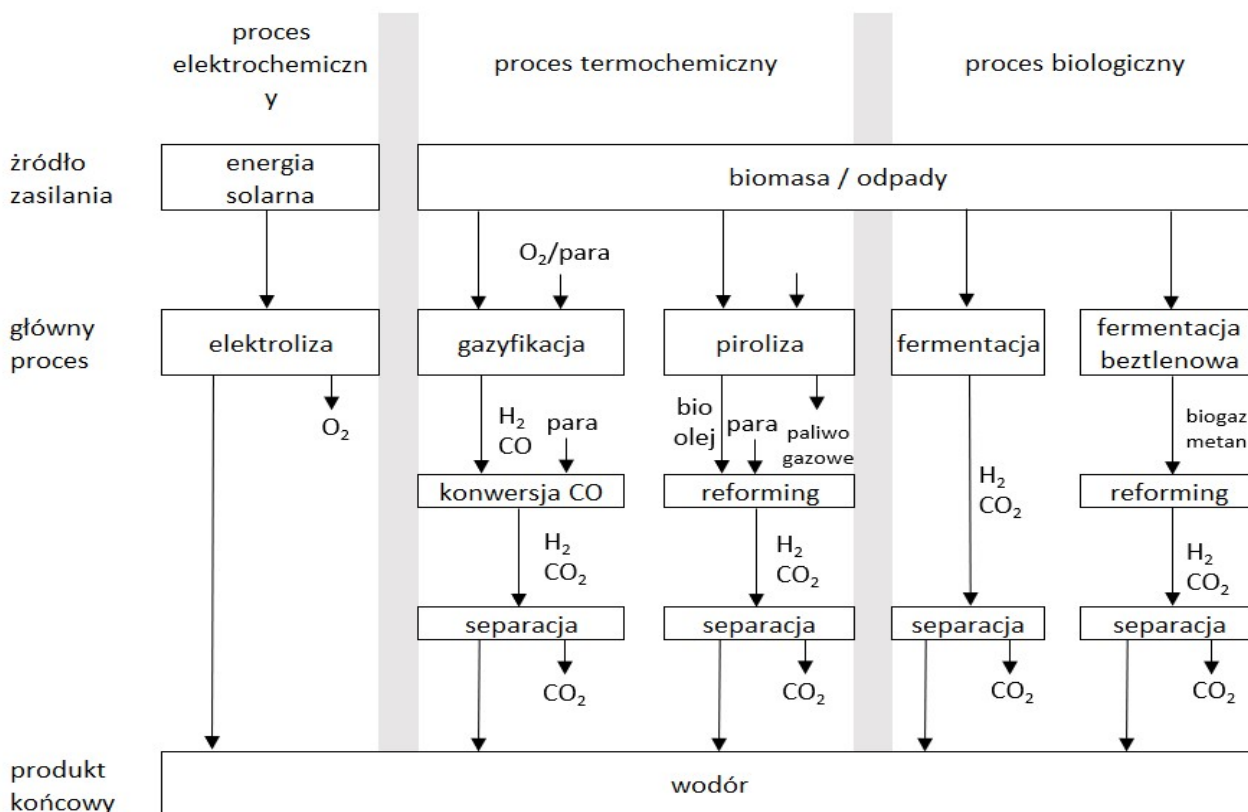 proces
elektrochemiczn
y
proces termochemiczny
proces biologiczny
żródło
zasilania
energia
solarna
biomasa / odpady
O₂/para
główny
proces
elektroliza
gazyfikacja
piroliza
fermentacja
fermentacja
beztlenowa
O₂
H₂
CO
para
bio
olej
para
paliwo
gazowe
H₂
CO₂
biogaz
metan
konwersja CO
reforming
reforming
H₂
CO₂
H₂
CO₂
H₂
CO₂
separacja
separacja
separacja
separacja
CO₂
CO₂
CO₂
CO₂
produkt
końcowy
wodór